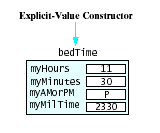 Explicit-Value Constructor
bedTime
myHours 11
myMinutes 30
myAMorPM P
myMilTime 2330